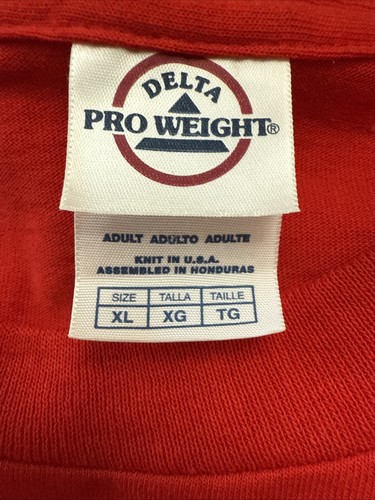 DELTA
PRO WEIGHT®
ADULT ADULTO ADULTE
KNIT IN U.S.A.
ASSEMBLED IN HONDURAS
SIZE TALLA TAILLE
XL XG TG